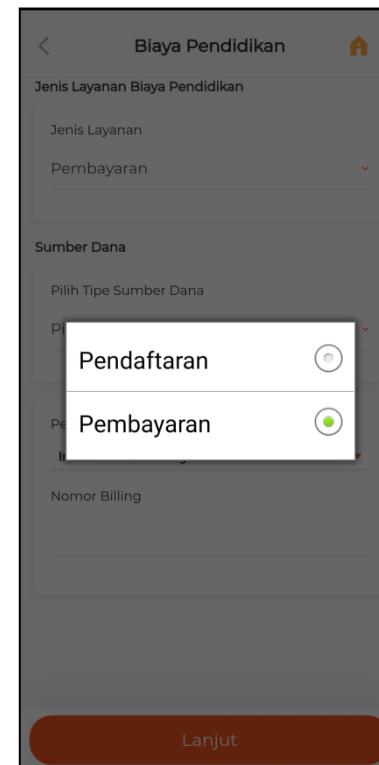 Biaya Pendidikan
Jenis Layanan Biaya Pendidikan
Jenis Layanan
Pembayaran
Sumber Dana
Pilih Tipe Sumber Dana
Pendaftaran
Pembayaran
Nomor Billing
Lanjut